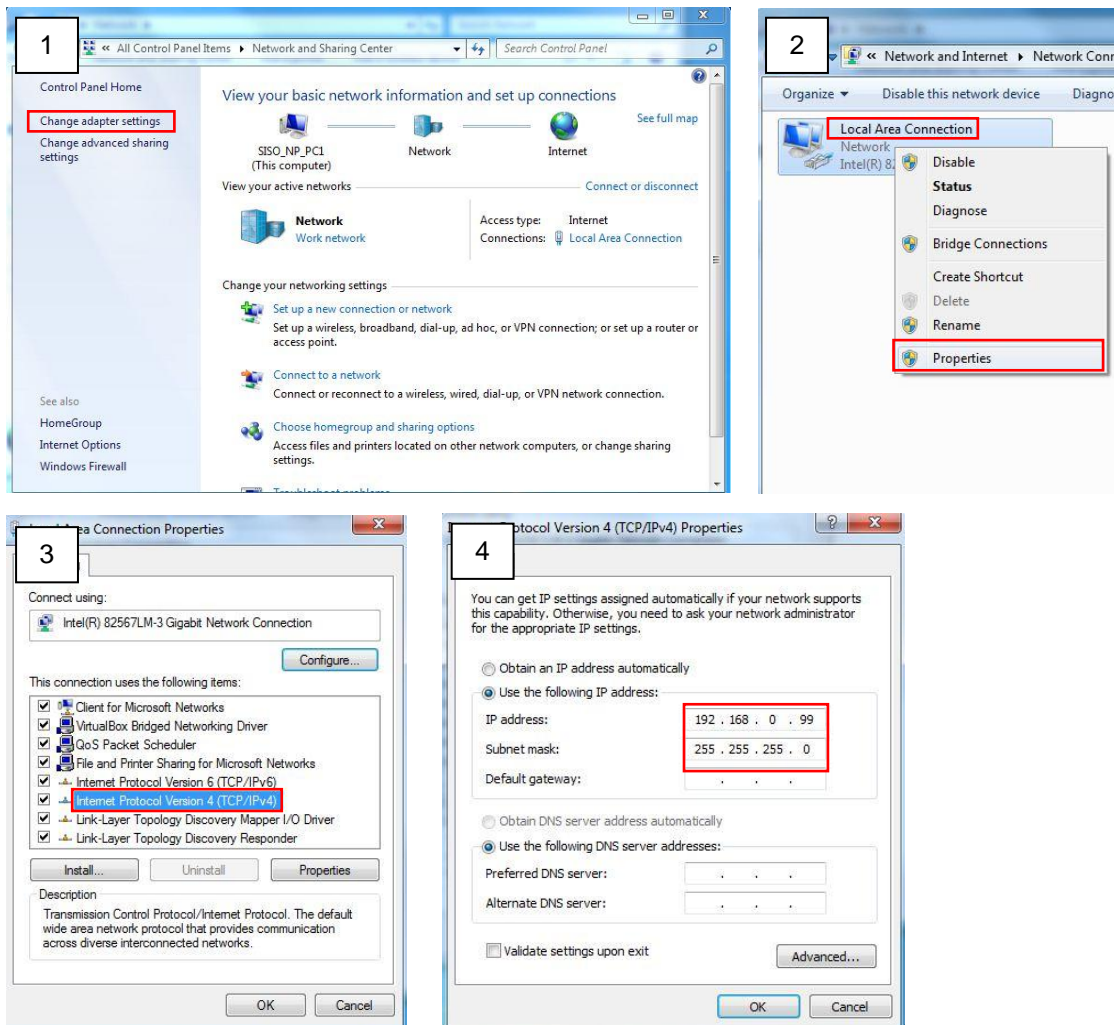 1
« All Control Panel Items ▸ Network and Sharing Center
Search Control Panel
Control Panel Home
Change adapter settings
Change advanced sharing
settings
See also
HomeGroup
Internet Options
Windows Firewall
View your basic network information and set up connections
See full map
SISO_NP_PC1
(This computer)
Network
Internet
View your active networks
Connect or disconnect
Network
Work network
Access type: Internet
Connections: Local Area Connection
Change your networking settings
Set up a new connection or network
Set up a wireless, broadband, dial-up, ad hoc, or VPN connection; or set up a router or
access point.
Connect to a network
Connect or reconnect to a wireless, wired, dial-up, or VPN network connection.
Choose homegroup and sharing options
Access files and printers located on other network computers, or change sharing
settings.
2
« Network and Internet ▸ Network Conn
Organize
Disable this network device
Diagno
Local Area Connection
Network
Intel(R) 82
Disable
Status
Diagnose
Bridge Connections
Create Shortcut
Delete
Rename
Properties
3
ea Connection Properties
Connect using:
Intel(R) 82567LM-3 Gigabit Network Connection
Configure...
This connection uses the following items:
Client for Microsoft Networks
VirtualBox Bridged Networking Driver
QoS Packet Scheduler
File and Printer Sharing for Microsoft Networks
Internet Protocol Version 6 (TCP/IPv6)
Internet Protocol Version 4 (TCP/IPv4)
Link-Layer Topology Discovery Mapper I/O Driver
Link-Layer Topology Discovery Responder
Install...
Uninstall
Properties
Description
Transmission Control Protocol/Internet Protocol. The default
wide area network protocol that provides communication
across diverse interconnected networks.
OK
Cancel
4
otocol Version 4 (TCP/IPv4) Properties
You can get IP settings assigned automatically if your network supports
this capability. Otherwise, you need to ask your network administrator
for the appropriate IP settings.
Obtain an IP address automatically
Use the following IP address:
IP address: 192 . 168 . 0 . 99
Subnet mask: 255 . 255 . 255 . 0
Default gateway: . . .
Obtain DNS server address automatically
Use the following DNS server addresses:
Preferred DNS server: . . .
Alternate DNS server: . . .
Validate settings upon exit
Advanced...
OK
Cancel